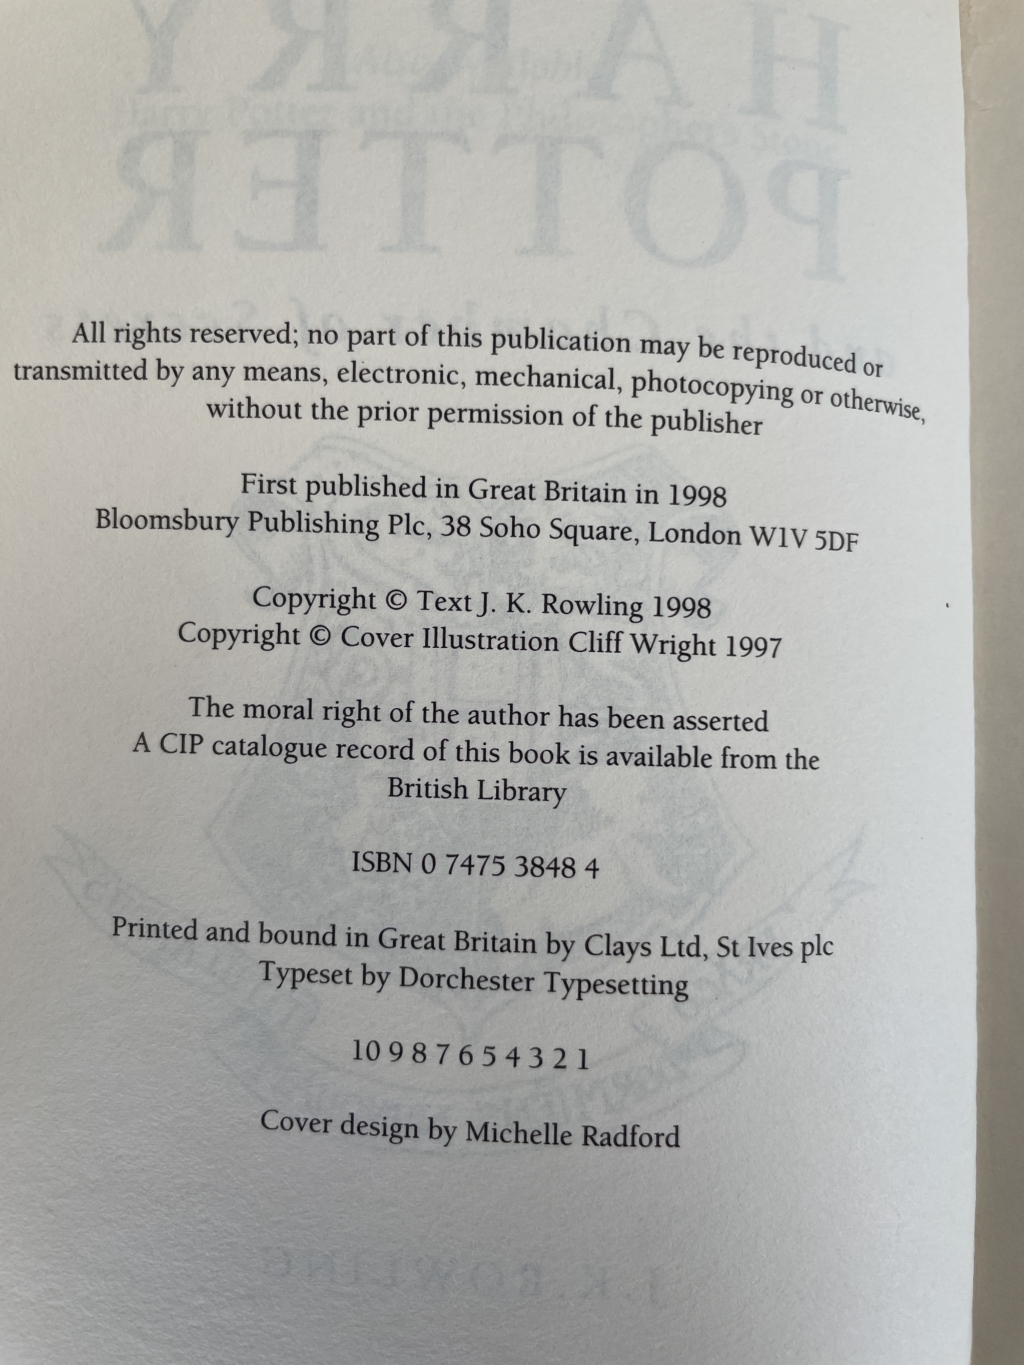 All rights reserved; no part of this publication may be reproduced or
transmitted by any means, electronic, mechanical, photocopying or otherwise,
without the prior permission of the publisher
First published in Great Britain in 1998
Bloomsbury Publishing Plc, 38 Soho Square, London W1V 5DF
Copyright © Text J. K. Rowling 1998
Copyright © Cover Illustration Cliff Wright 1997
The moral right of the author has been asserted
A CIP catalogue record of this book is available from the
British Library
ISBN 0 7475 3848 4
Printed and bound in Great Britain by Clays Ltd, St Ives plc
Typeset by Dorchester Typesetting
10 9 8 7 6 5 4 3 2 1
Cover design by Michelle Radford